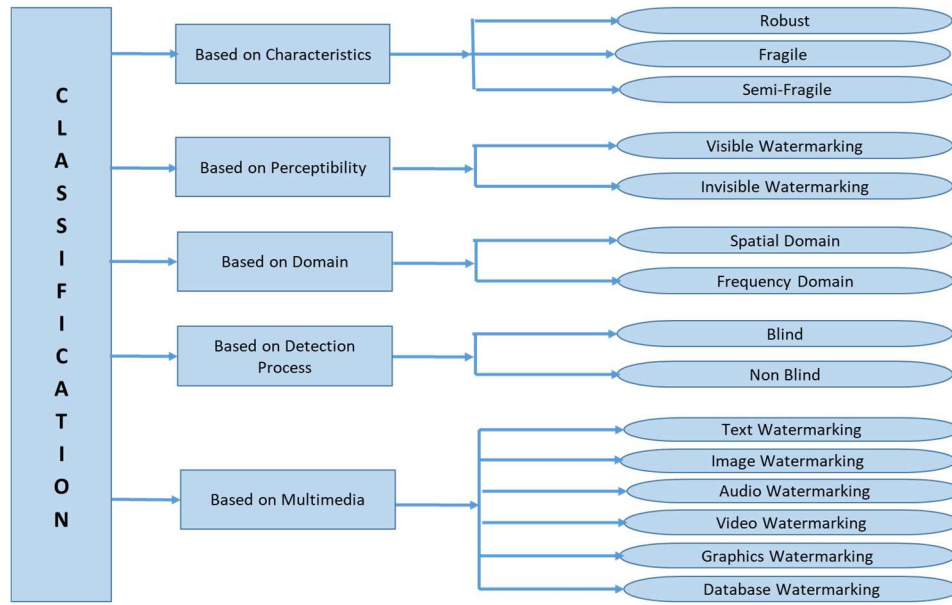 CLASSIFICATION
Based on Characteristics
Robust
Fragile
Semi-Fragile
Based on Perceptibility
Visible Watermarking
Invisible Watermarking
Based on Domain
Spatial Domain
Frequency Domain
Based on Detection
Process
Blind
Non Blind
Based on Multimedia
Text Watermarking
Image Watermarking
Audio Watermarking
Video Watermarking
Graphics Watermarking
Database Watermarking